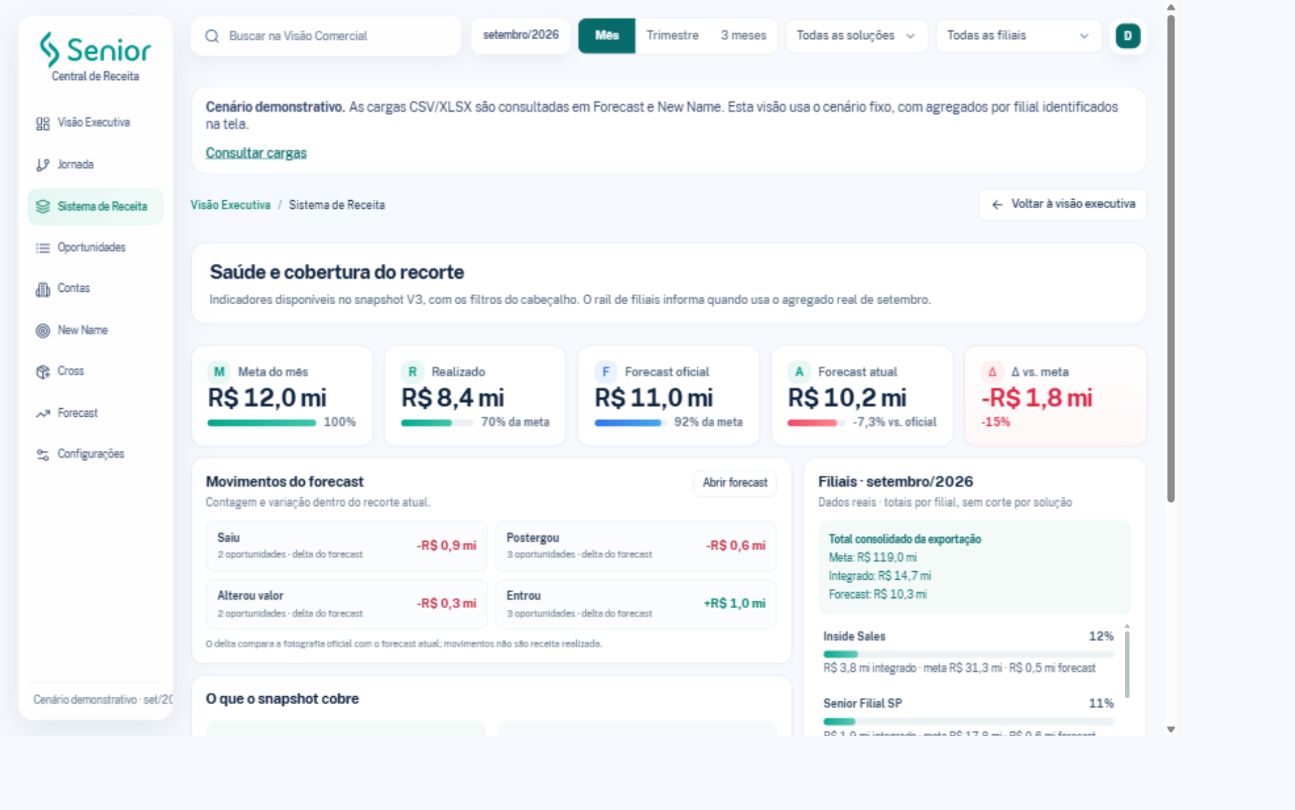 Senior
Central de Receita
Visão Executiva
Jornada
Sistema de Receita
Oportunidades
Contas
New Name
Cross
Forecast
Configurações
Cenário demonstrativo · set/20
Buscar na Visão Comercial
setembro/2026
Mês
Trimestre
3 meses
Todas as soluções
Todas as filiais
D
Cenário demonstrativo. As cargas CSV/XLSX são consultadas em Forecast e New Name. Esta visão usa o cenário fixo, com agregados por filial identificados
na tela.
Consultar cargas
Visão Executiva / Sistema de Receita
← Voltar à visão executiva
Saúde e cobertura do recorte
Indicadores disponíveis no snapshot V3, com os filtros do cabeçalho. O rail de filiais informa quando usa o agregado real de setembro.
M Meta do mês
R$ 12,0 mi
100%
R Realizado
R$ 8,4 mi
70% da meta
F Forecast oficial
R$ 11,0 mi
92% da meta
A Forecast atual
R$ 10,2 mi
-7,3% vs. oficial
Δ Δ vs. meta
-R$ 1,8 mi
-15%
Movimentos do forecast
Abrir forecast
Contagem e variação dentro do recorte atual.
Saiu
2 oportunidades · delta do forecast
-R$ 0,9 mi
Postergou
3 oportunidades · delta do forecast
-R$ 0,6 mi
Alterou valor
2 oportunidades · delta do forecast
-R$ 0,3 mi
Entrou
3 oportunidades · delta do forecast
+R$ 1,0 mi
O delta compara a fotografia oficial com o forecast atual; movimentos não são receita realizada.
O que o snapshot cobre
Filiais · setembro/2026
Dados reais · totais por filial, sem corte por solução
Total consolidado da exportação
Meta: R$ 119,0 mi
Integrado: R$ 14,7 mi
Forecast: R$ 10,3 mi
Inside Sales 12%
R$ 3,8 mi integrado · meta R$ 31,3 mi · R$ 0,5 mi forecast
Senior Filial SP 11%
R$ 1,9 mi integrado · meta R$ 17,8 mi · R$ 0,6 mi forecast